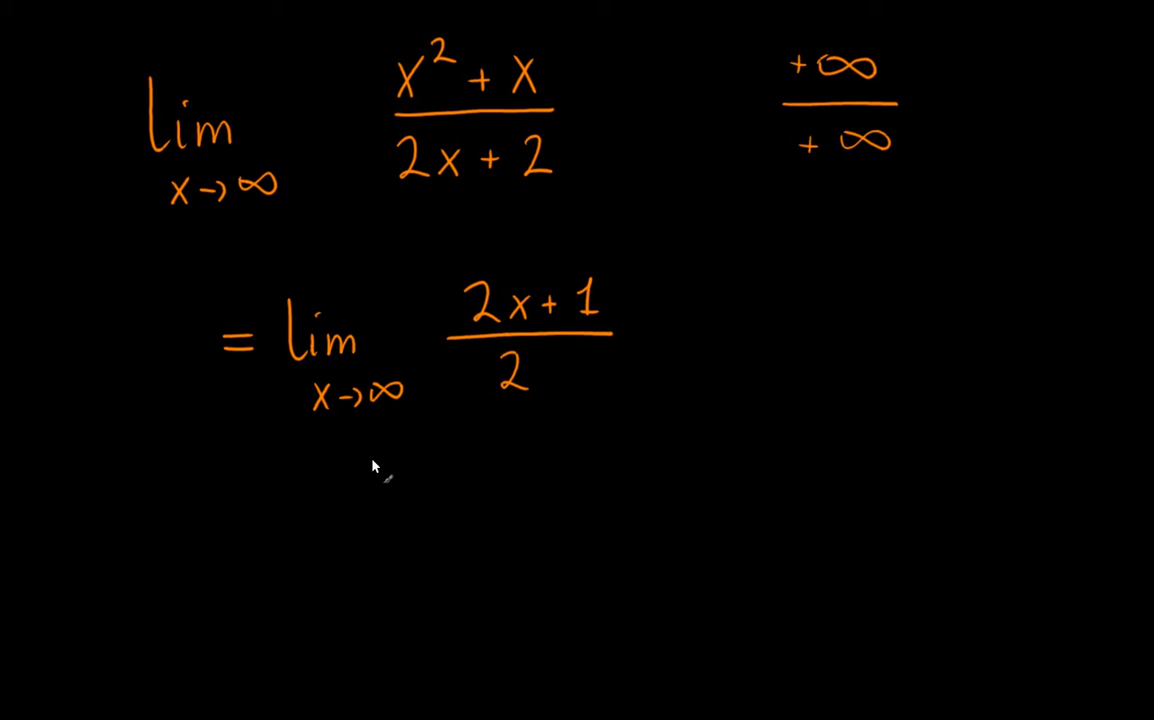 lim x→∞ (x² + x)/(2x + 2) +∞/+∞
= lim x→∞ (2x + 1)/2